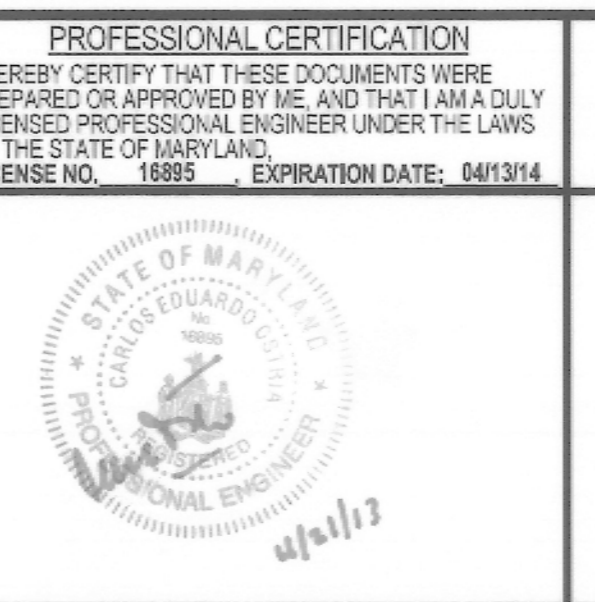 PROFESSIONAL CERTIFICATION
EREBY CERTIFY THAT THESE DOCUMENTS WERE
EPARED OR APPROVED BY ME, AND THAT I AM A DULY
ENSED PROFESSIONAL ENGINEER UNDER THE LAWS
THE STATE OF MARYLAND,
ENSE NO. 16895 , EXPIRATION DATE: 04/13/14
STATE OF MARYLAND
CARLOS EDUARDO OSTRIA
No.
16895
REGISTERED
PROFESSIONAL ENGINEER